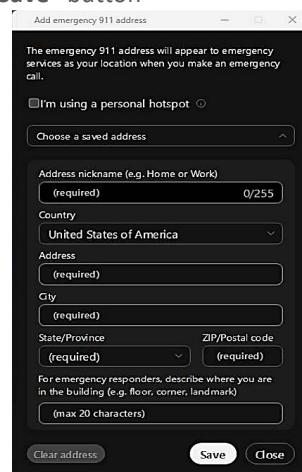 Save" button
Add emergency 911 address
The emergency 911 address will appear to emergency
services as your location when you make an emergency
call.
I'm using a personal hotspot
Choose a saved address
Address nickname (e.g. Home or Work)
(required) 0/255
Country
United States of America
Address
(required)
City
(required)
State/Province ZIP/Postal code
(required) (required)
For emergency responders, describe where you are
in the building (e.g. floor, corner, landmark)
(max 20 characters)
Clear address Save Close